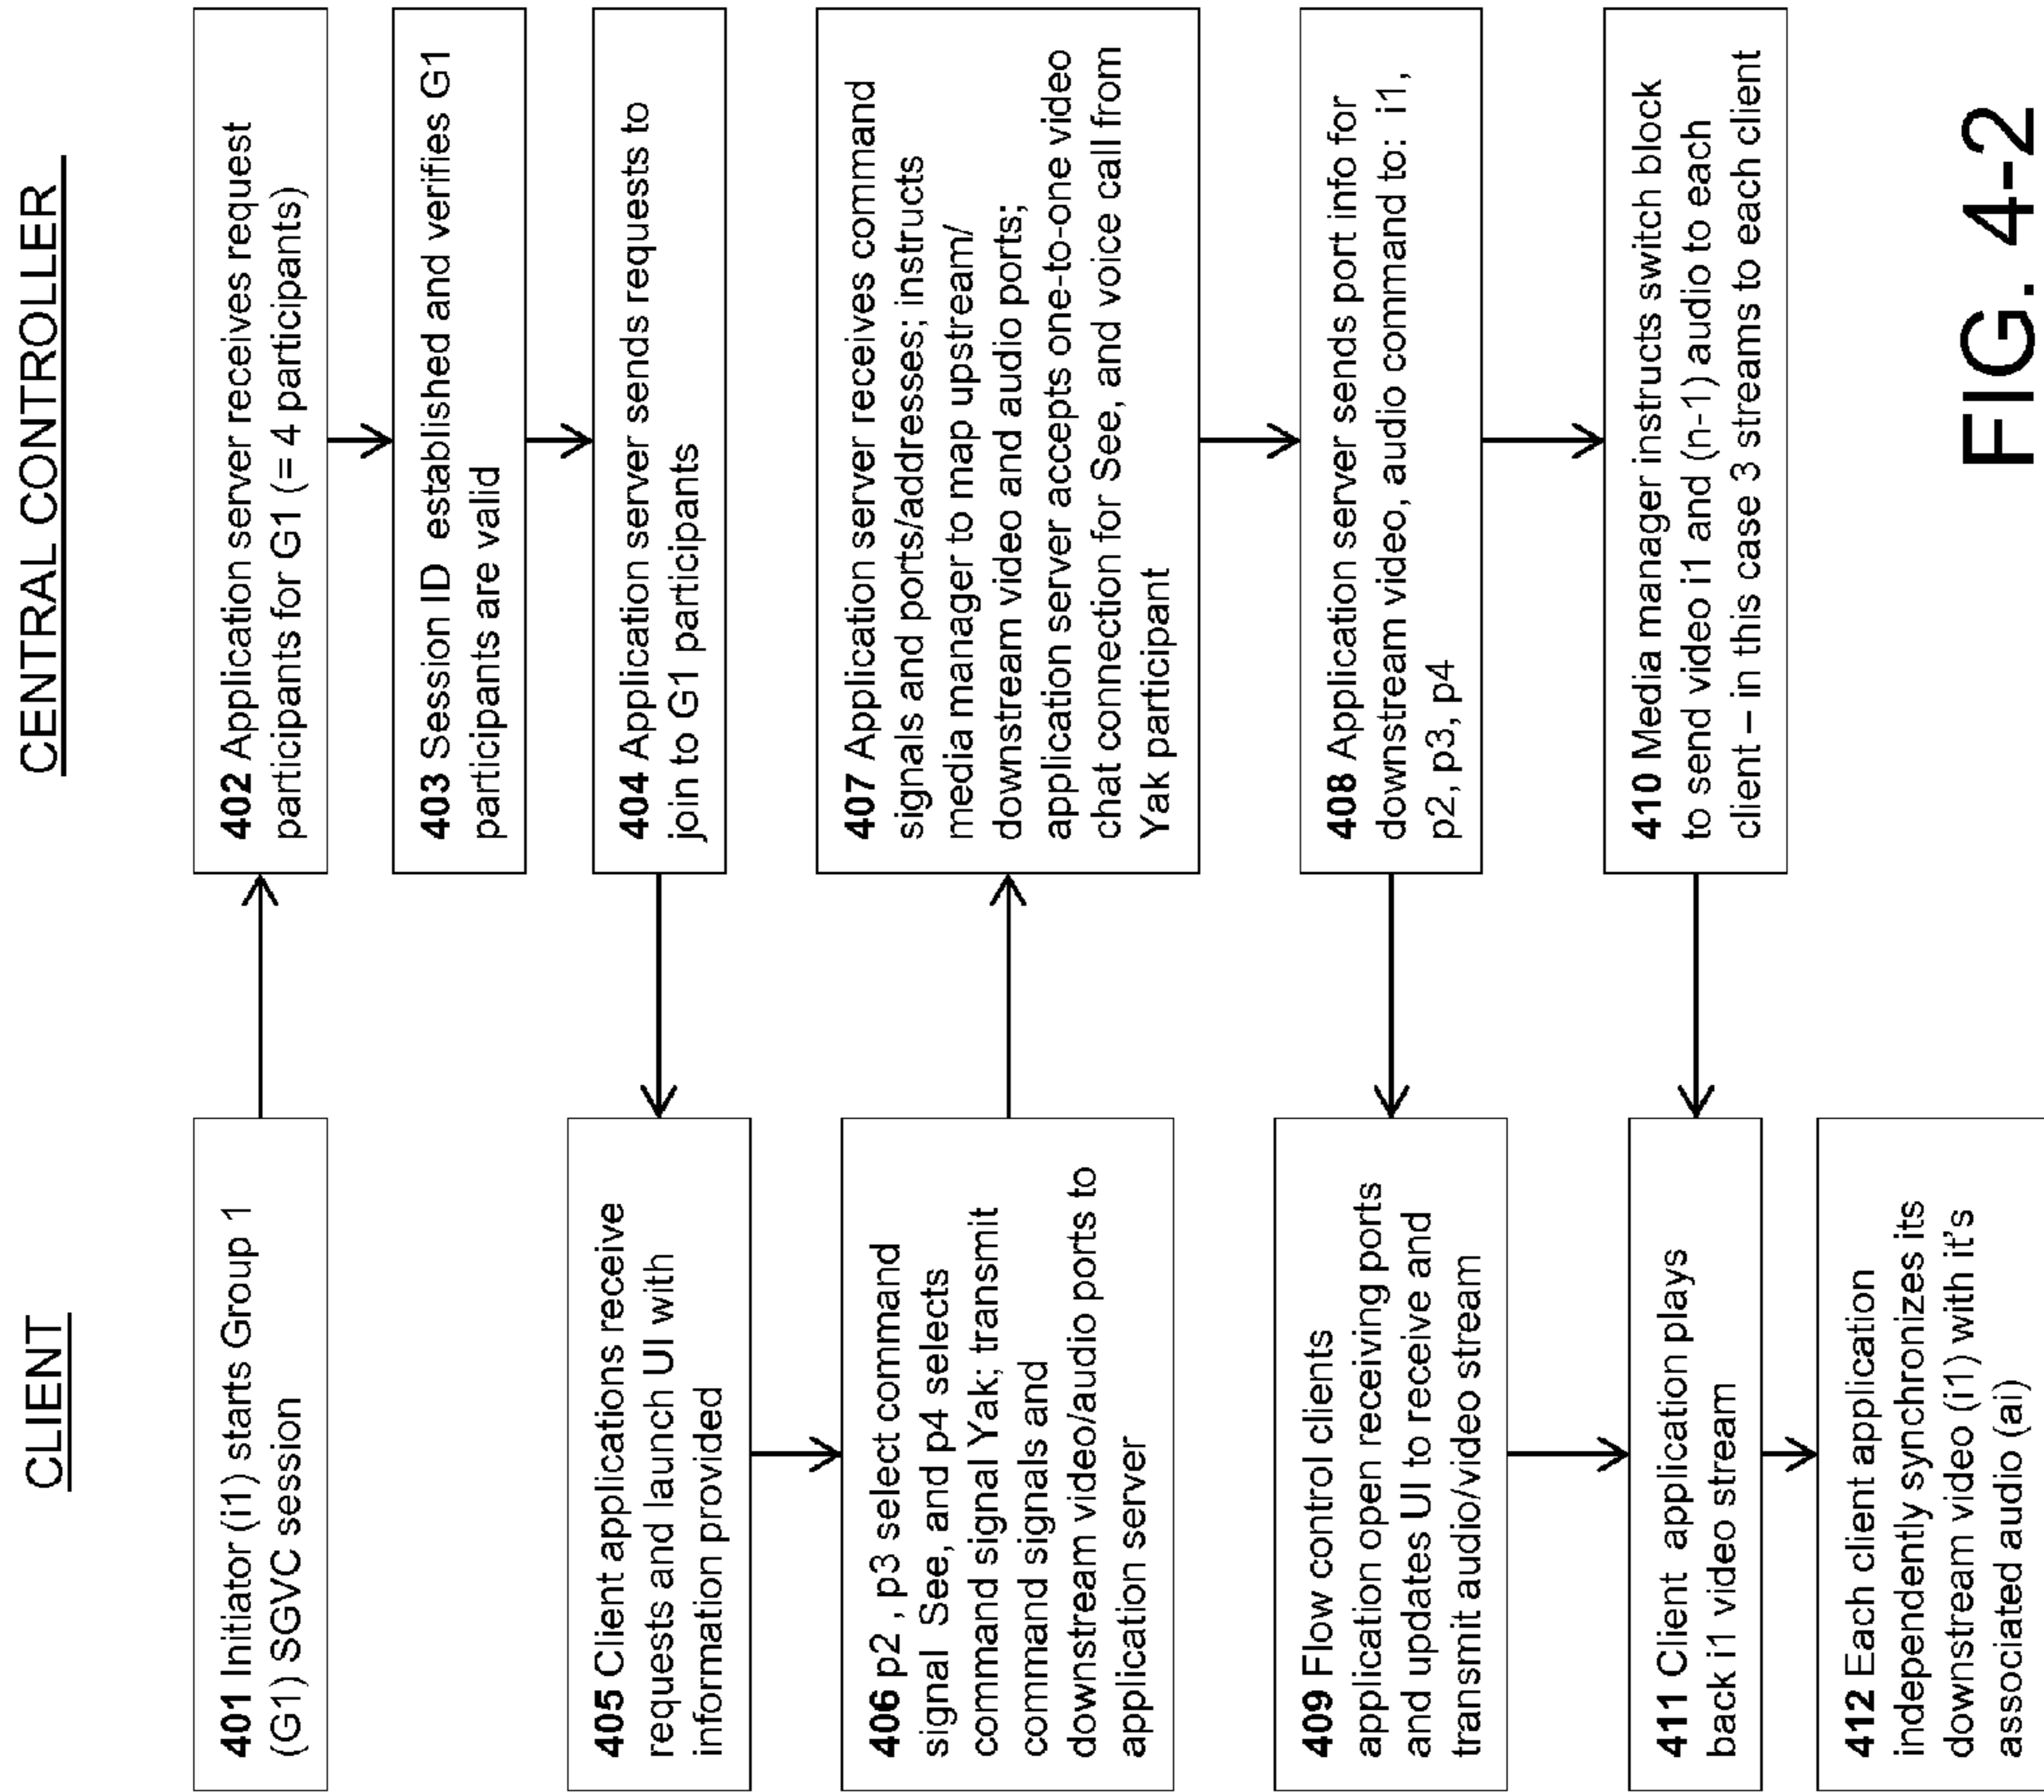 CLIENT
CENTRAL CONTROLLER
401 Initiator (i1) starts Group 1
(G1) SGVC session
402 Application server receives request
participants for G1 (= 4 participants)
403 Session ID established and verifies G1
participants are valid
404 Application server sends requests to
join to G1 participants
405 Client applications receive
requests and launch UI with
information provided
406 p2, p3 select command
signal See, and p4 selects
command signal Yak; transmit
command signals and
downstream video/audio ports to
application server
407 Application server receives command
signals and ports/addresses; instructs
media manager to map upstream/
downstream video and audio ports;
application server accepts one-to-one video
chat connection for See, and voice call from
Yak participant
408 Application server sends port info for
downstream video, audio command to: i1,
p2, p3, p4
409 Flow control clients
application open receiving ports
and updates UI to receive and
transmit audio/video stream
410 Media manager instructs switch block
to send video i1 and (n-1) audio to each
client – in this case 3 streams to each client
411 Client application plays
back i1 video stream
412 Each client application
independently synchronizes its
downstream video (i1) with it's
associated audio (ai)
FIG. 4-2